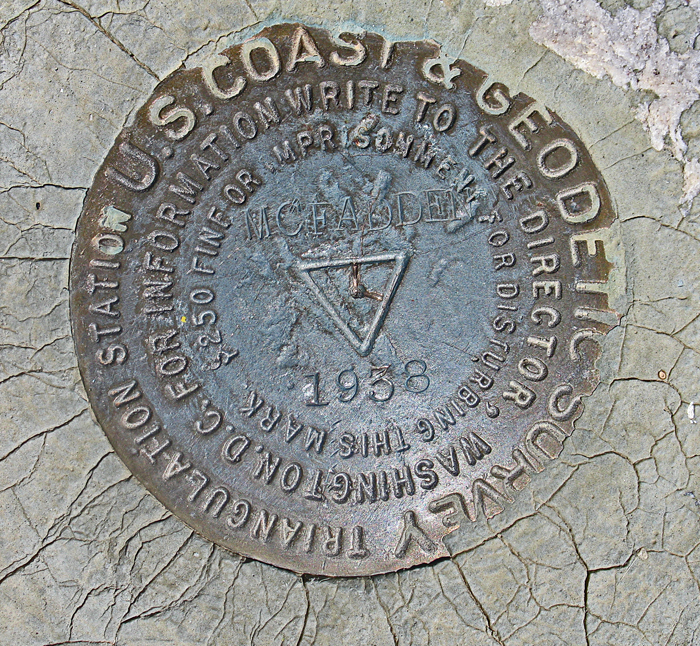 U.S. COAST & GEODETIC SURVEY
TRIANGULATION STATION
FOR INFORMATION WRITE TO THE DIRECTOR, WASHINGTON, D.C.
$250 FINE OR IMPRISONMENT FOR DISTURBING THIS MARK
MCFADDEN
1938